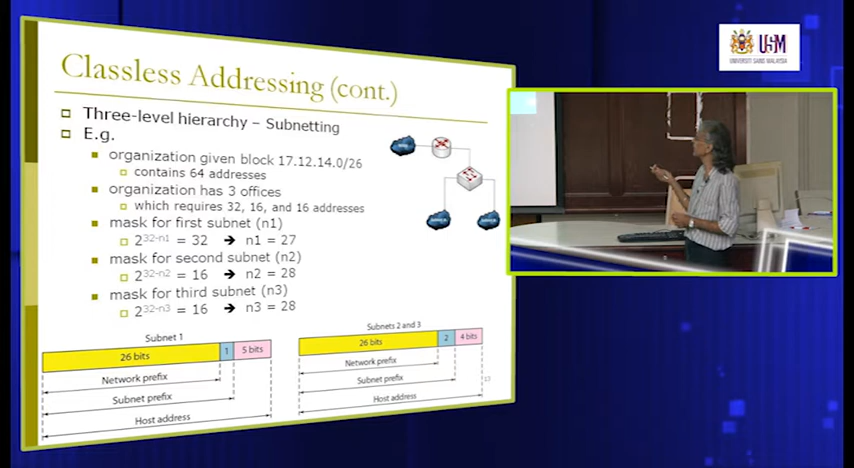 Classless Addressing (cont.)
Three-level hierarchy – Subnetting
E.g.
organization given block 17.12.14.0/26
contains 64 addresses
organization has 3 offices
which requires 32, 16, and 16 addresses
mask for first subnet (n1)
2^32-n1 = 32 → n1 = 27
mask for second subnet (n2)
2^32-n2 = 16 → n2 = 28
mask for third subnet (n3)
2^32-n3 = 16 → n3 = 28
Subnet 1
26 bits 1 5 bits
Network prefix
Subnet prefix
Host address
Subnets 2 and 3
26 bits 2 4 bits
Network prefix
Subnet prefix
Host address
13
USM
UNIVERSITI SAINS MALAYSIA